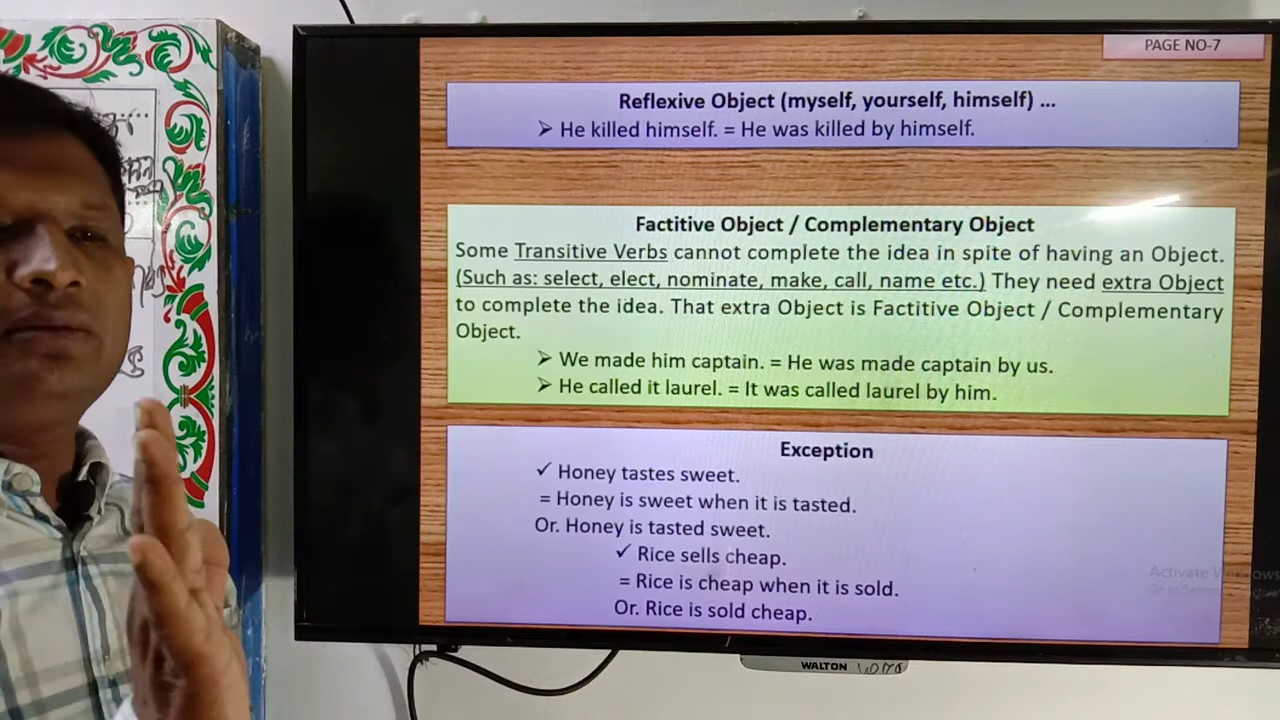 PAGE NO-7
Reflexive Object (myself, yourself, himself) ...
➢ He killed himself. = He was killed by himself.
Factitive Object / Complementary Object
Some Transitive Verbs cannot complete the idea in spite of having an Object.
(Such as: select, elect, nominate, make, call, name etc.) They need extra Object
to complete the idea. That extra Object is Factitive Object / Complementary
Object.
➢ We made him captain. = He was made captain by us.
➢ He called it laurel. = It was called laurel by him.
Exception
✓ Honey tastes sweet.
= Honey is sweet when it is tasted.
Or. Honey is tasted sweet.
✓ Rice sells cheap.
= Rice is cheap when it is sold.
Or. Rice is sold cheap.
Activate Windows
WALTON